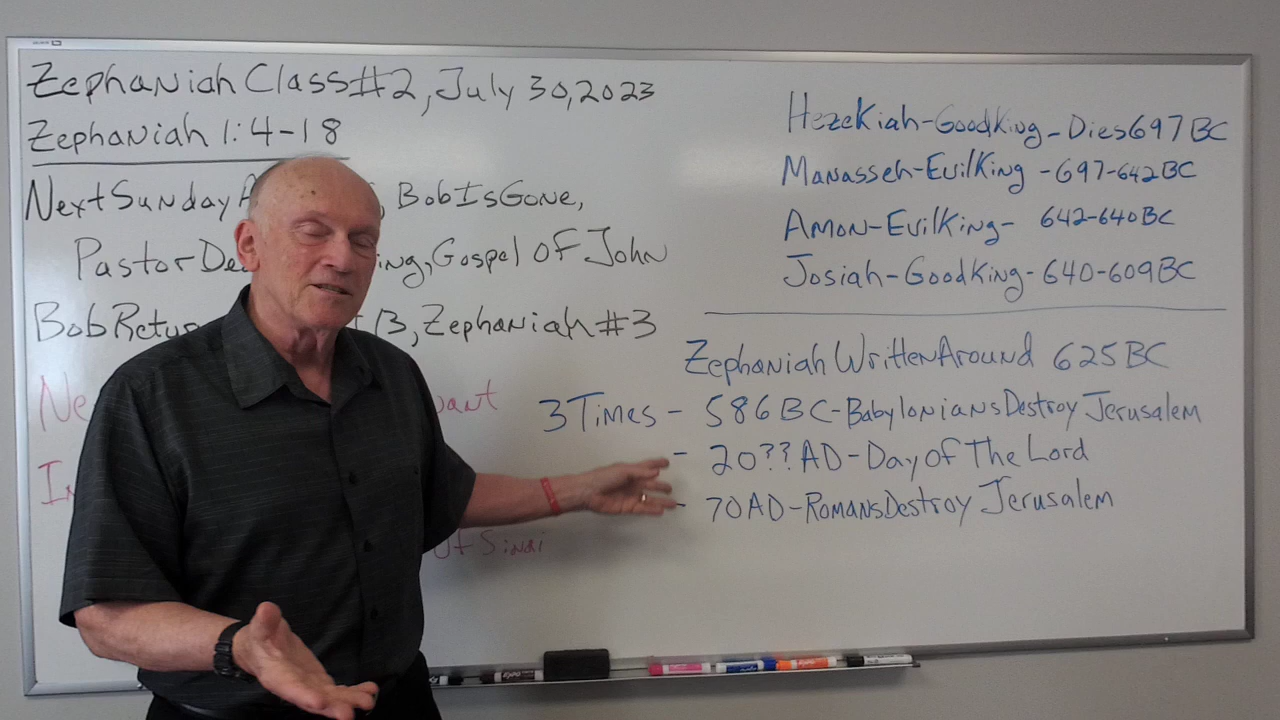 Zephaniah Class #2, July 30, 2023
Zephaniah 1:4-18
Next Sunday Bob Is Gone,
Pastor Gospel Of John
Bob 13, Zephaniah #3
Sinai
Hezekiah-Good King-Dies 697 BC
Manasseh-Evil King-697-642 BC
Amon-Evil King-642-640 BC
Josiah-Good King-640-609 BC
Zephaniah Written Around 625 BC
3 Times - 586 BC-Babylonians Destroy Jerusalem
- 20?? AD-Day Of The Lord
- 70 AD-Romans Destroy Jerusalem